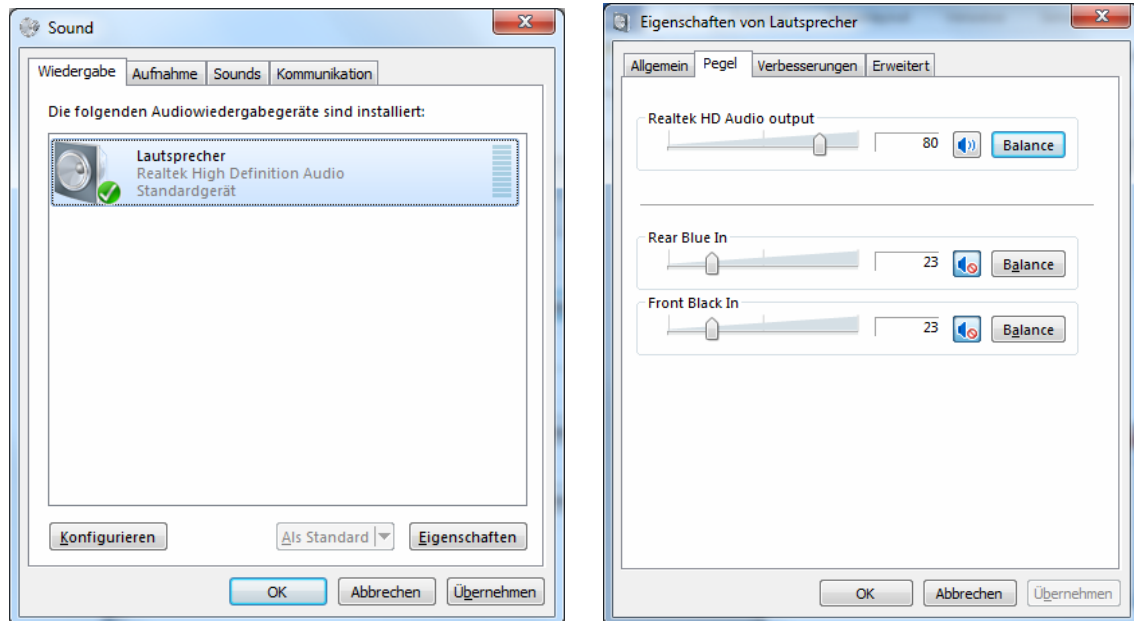 Sound
Wiedergabe Aufnahme Sounds Kommunikation
Die folgenden Audiowiedergabegeräte sind installiert:
Lautsprecher
Realtek High Definition Audio
Standardgerät
Konfigurieren Als Standard Eigenschaften
OK Abbrechen Übernehmen
Eigenschaften von Lautsprecher
Allgemein Pegel Verbesserungen Erweitert
Realtek HD Audio output
80 Balance
Rear Blue In
23 Balance
Front Black In
23 Balance
OK Abbrechen Übernehmen